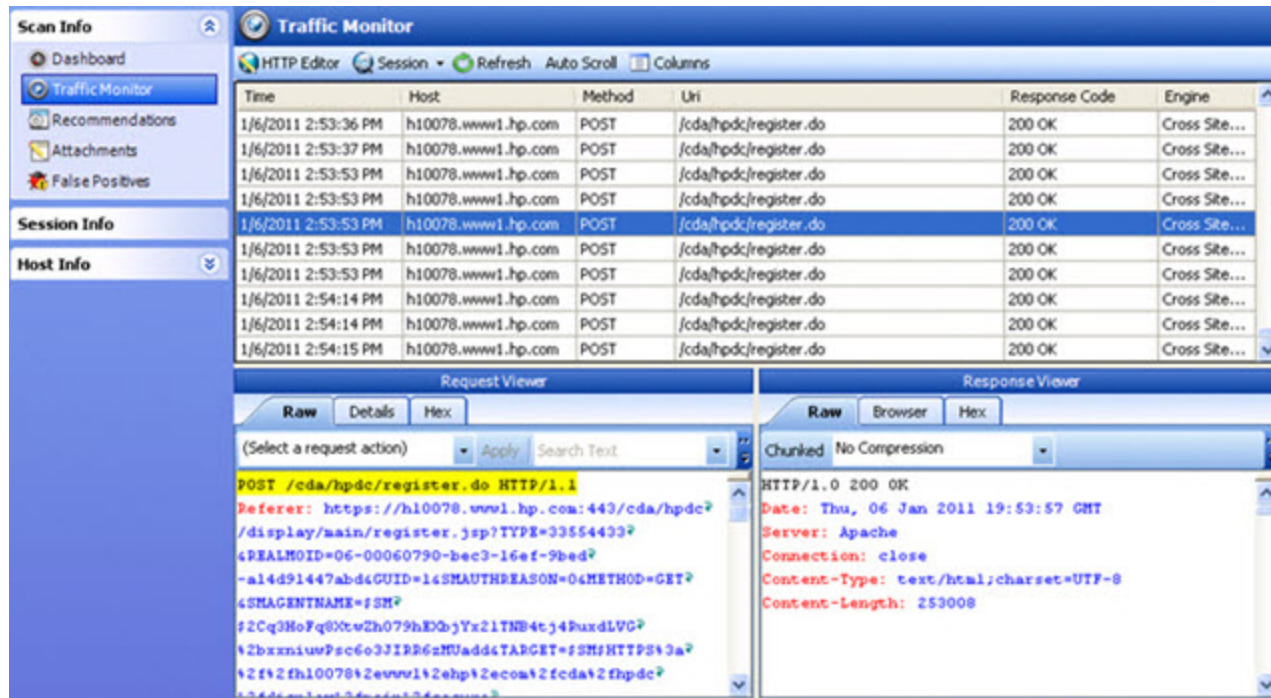 Scan Info
Dashboard
Traffic Monitor
Recommendations
Attachments
False Positives
Session Info
Host Info
Traffic Monitor
HTTP Editor Session Refresh Auto Scroll Columns
Time Host Method Uri Response Code Engine
1/6/2011 2:53:36 PM h10078.www1.hp.com POST /cda/hpdc/register.do 200 OK Cross Site...
1/6/2011 2:53:37 PM h10078.www1.hp.com POST /cda/hpdc/register.do 200 OK Cross Site...
1/6/2011 2:53:53 PM h10078.www1.hp.com POST /cda/hpdc/register.do 200 OK Cross Site...
1/6/2011 2:53:53 PM h10078.www1.hp.com POST /cda/hpdc/register.do 200 OK Cross Site...
1/6/2011 2:53:53 PM h10078.www1.hp.com POST /cda/hpdc/register.do 200 OK Cross Site...
1/6/2011 2:53:53 PM h10078.www1.hp.com POST /cda/hpdc/register.do 200 OK Cross Site...
1/6/2011 2:53:53 PM h10078.www1.hp.com POST /cda/hpdc/register.do 200 OK Cross Site...
1/6/2011 2:54:14 PM h10078.www1.hp.com POST /cda/hpdc/register.do 200 OK Cross Site...
1/6/2011 2:54:14 PM h10078.www1.hp.com POST /cda/hpdc/register.do 200 OK Cross Site...
1/6/2011 2:54:15 PM h10078.www1.hp.com POST /cda/hpdc/register.do 200 OK Cross Site...
Request Viewer
Raw Details Hex
(Select a request action) Apply Search Text
POST /cda/hpdc/register.do HTTP/1.1
Referer: https://h10078.www1.hp.com:443/cda/hpdc
/display/main/register.jsp?TYPE=33554433
&REALMOID=06-00060790-bec3-16ef-9bed
-a14d91447abd&GUID=1&SMAUTHREASON=0&METHOD=GET
&SMAGENTNAME=$SM
%2f%2fh10078%2ewww1%2ehp%2ecom%2fcda%2fhpdc
Response Viewer
Raw Browser Hex
Chunked No Compression
HTTP/1.0 200 OK
Date: Thu, 06 Jan 2011 19:53:57 GMT
Server: Apache
Connection: close
Content-Type: text/html;charset=UTF-8
Content-Length: 253008